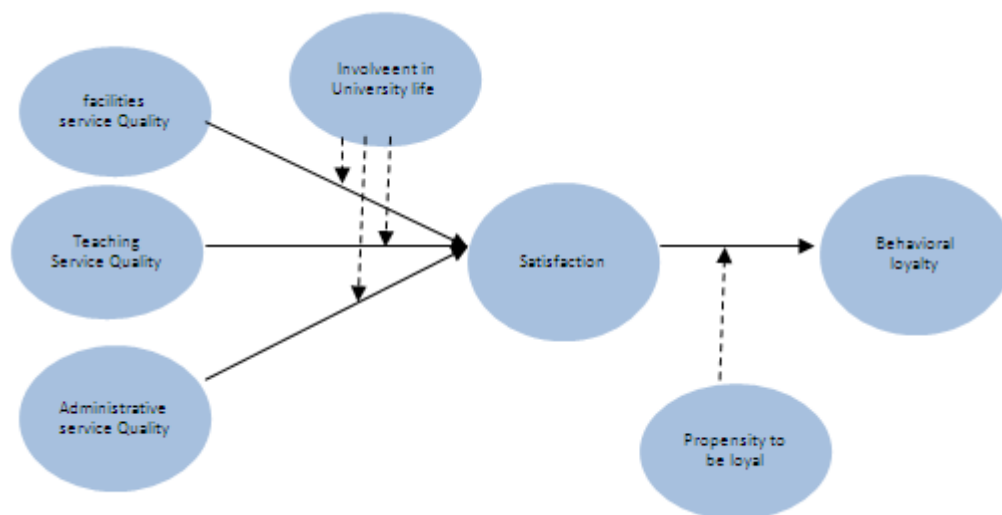 facilities
service Quality
Involveent in
University life
Teaching
Service Quality
Satisfaction
Behavioral
loyalty
Administrative
service Quality
Propensity to
be loyal